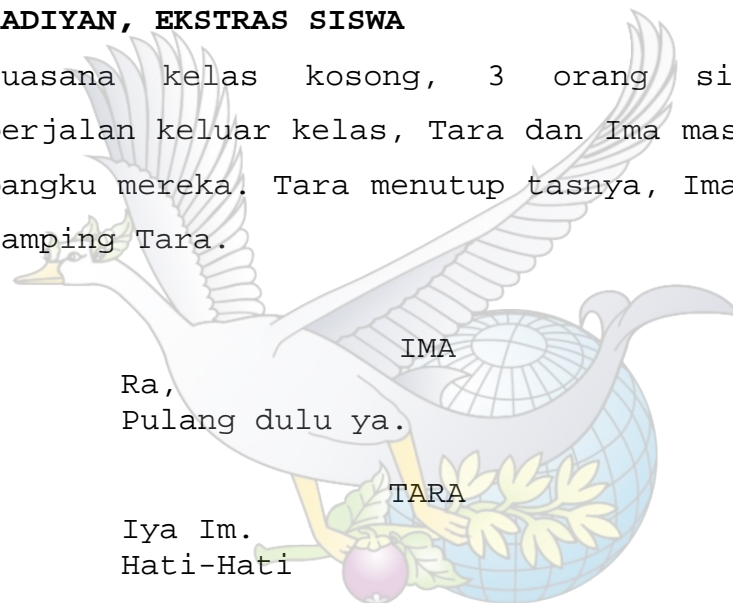 ADIYAN, EKSTRAS SISWA
uasana kelas kosong, 3 orang si
erjalan keluar kelas, Tara dan Ima mas
angku mereka. Tara menutup tasnya, Ima
amping Tara.
IMA
Ra,
Pulang dulu ya.
TARA
Iya Im.
Hati-Hati